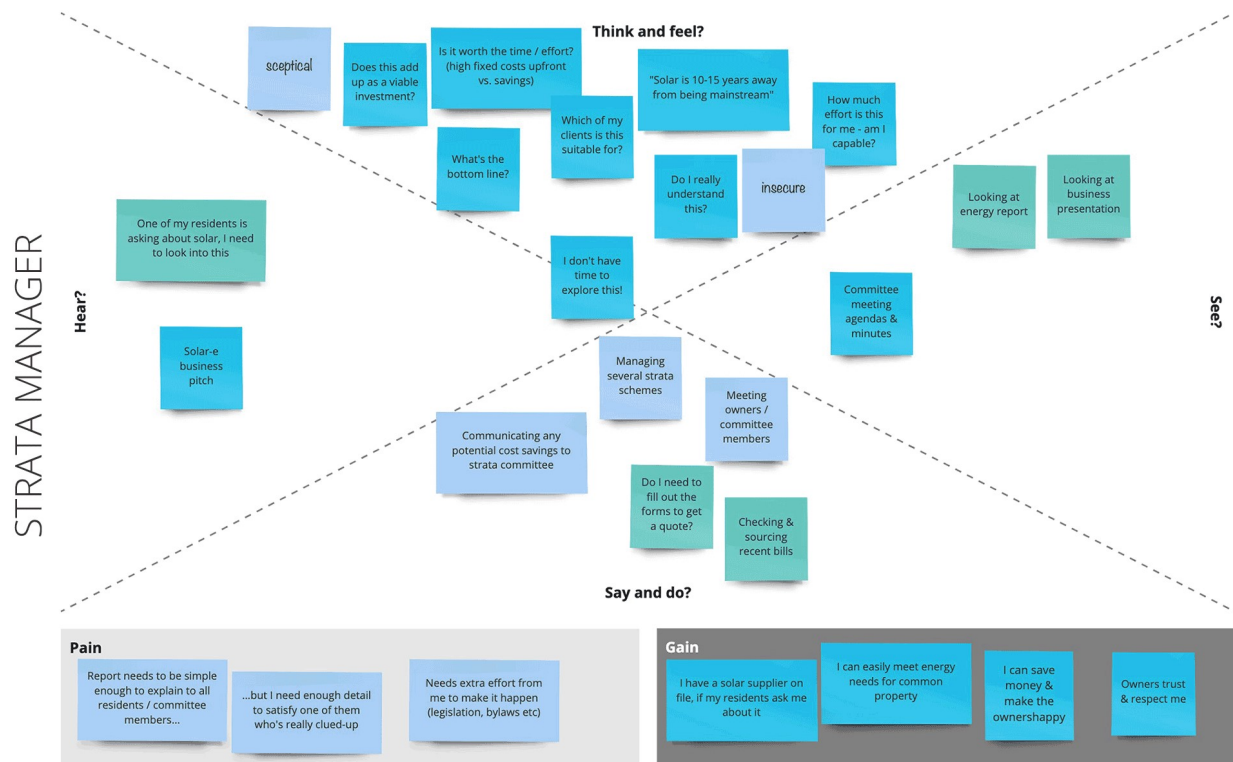 STRATA MANAGER
Think and feel?
sceptical
Does this add
up as a viable
investment?
Is it worth the time / effort?
(high fixed costs upfront
vs. savings)
"Solar is 10-15 years away
from being mainstream"
How much
effort is this
for me - am I
capable?
Which of my
clients is this
suitable for?
What's the
bottom line?
Do I really
understand
this?
insecure
I don't have
time to
explore this!
Hear?
One of my residents is
asking about solar, I need
to look into this
Solar-e
business
pitch
See?
Looking at
energy report
Looking at
business
presentation
Committee
meeting
agendas &
minutes
Managing
several strata
schemes
Meeting
owners /
committee
members
Communicating any
potential cost savings to
strata committee
Do I need to
fill out the
forms to get
a quote?
Checking &
sourcing
recent bills
Say and do?
Pain
Report needs to be simple
enough to explain to all
residents / committee
members...
...but I need enough detail
to satisfy one of them
who's really clued-up
Needs extra effort from
me to make it happen
(legislation, bylaws etc)
Gain
I have a solar supplier on
file, if my residents ask me
about it
I can easily meet energy
needs for common
property
I can save
money &
make the
ownershappy
Owners trust
& respect me